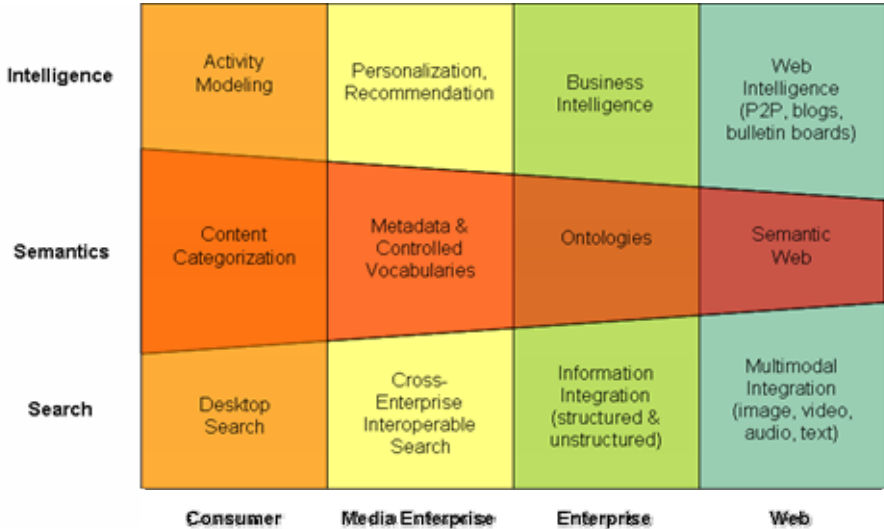 Intelligence
Activity
Modeling
Personalization,
Recommendation
Business
Intelligence
Web
Intelligence
(P2P, blogs,
bulletin boards)
Semantics
Content
Categorization
Metadata &
Controlled
Vocabularies
Ontologies
Semantic
Web
Search
Desktop
Search
Cross-
Enterprise
Interoperable
Search
Information
Integration
(structured &
unstructured)
Multimodal
Integration
(image, video,
audio, text)
Consumer
Media Enterprise
Enterprise
Web